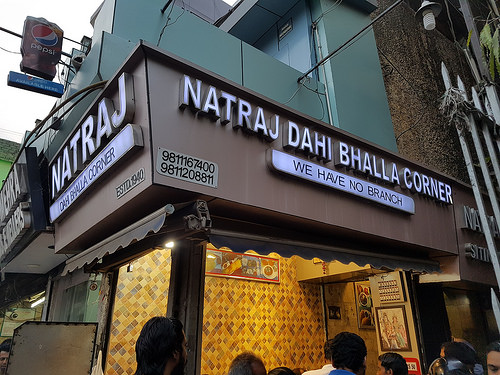 pepsi
NATRAJ
DAHI BHALLA CORNER
ESTD.1940
9811167400
9811208811
NATRAJ DAHI BHALLA CORNER
WE HAVE NO BRANCH